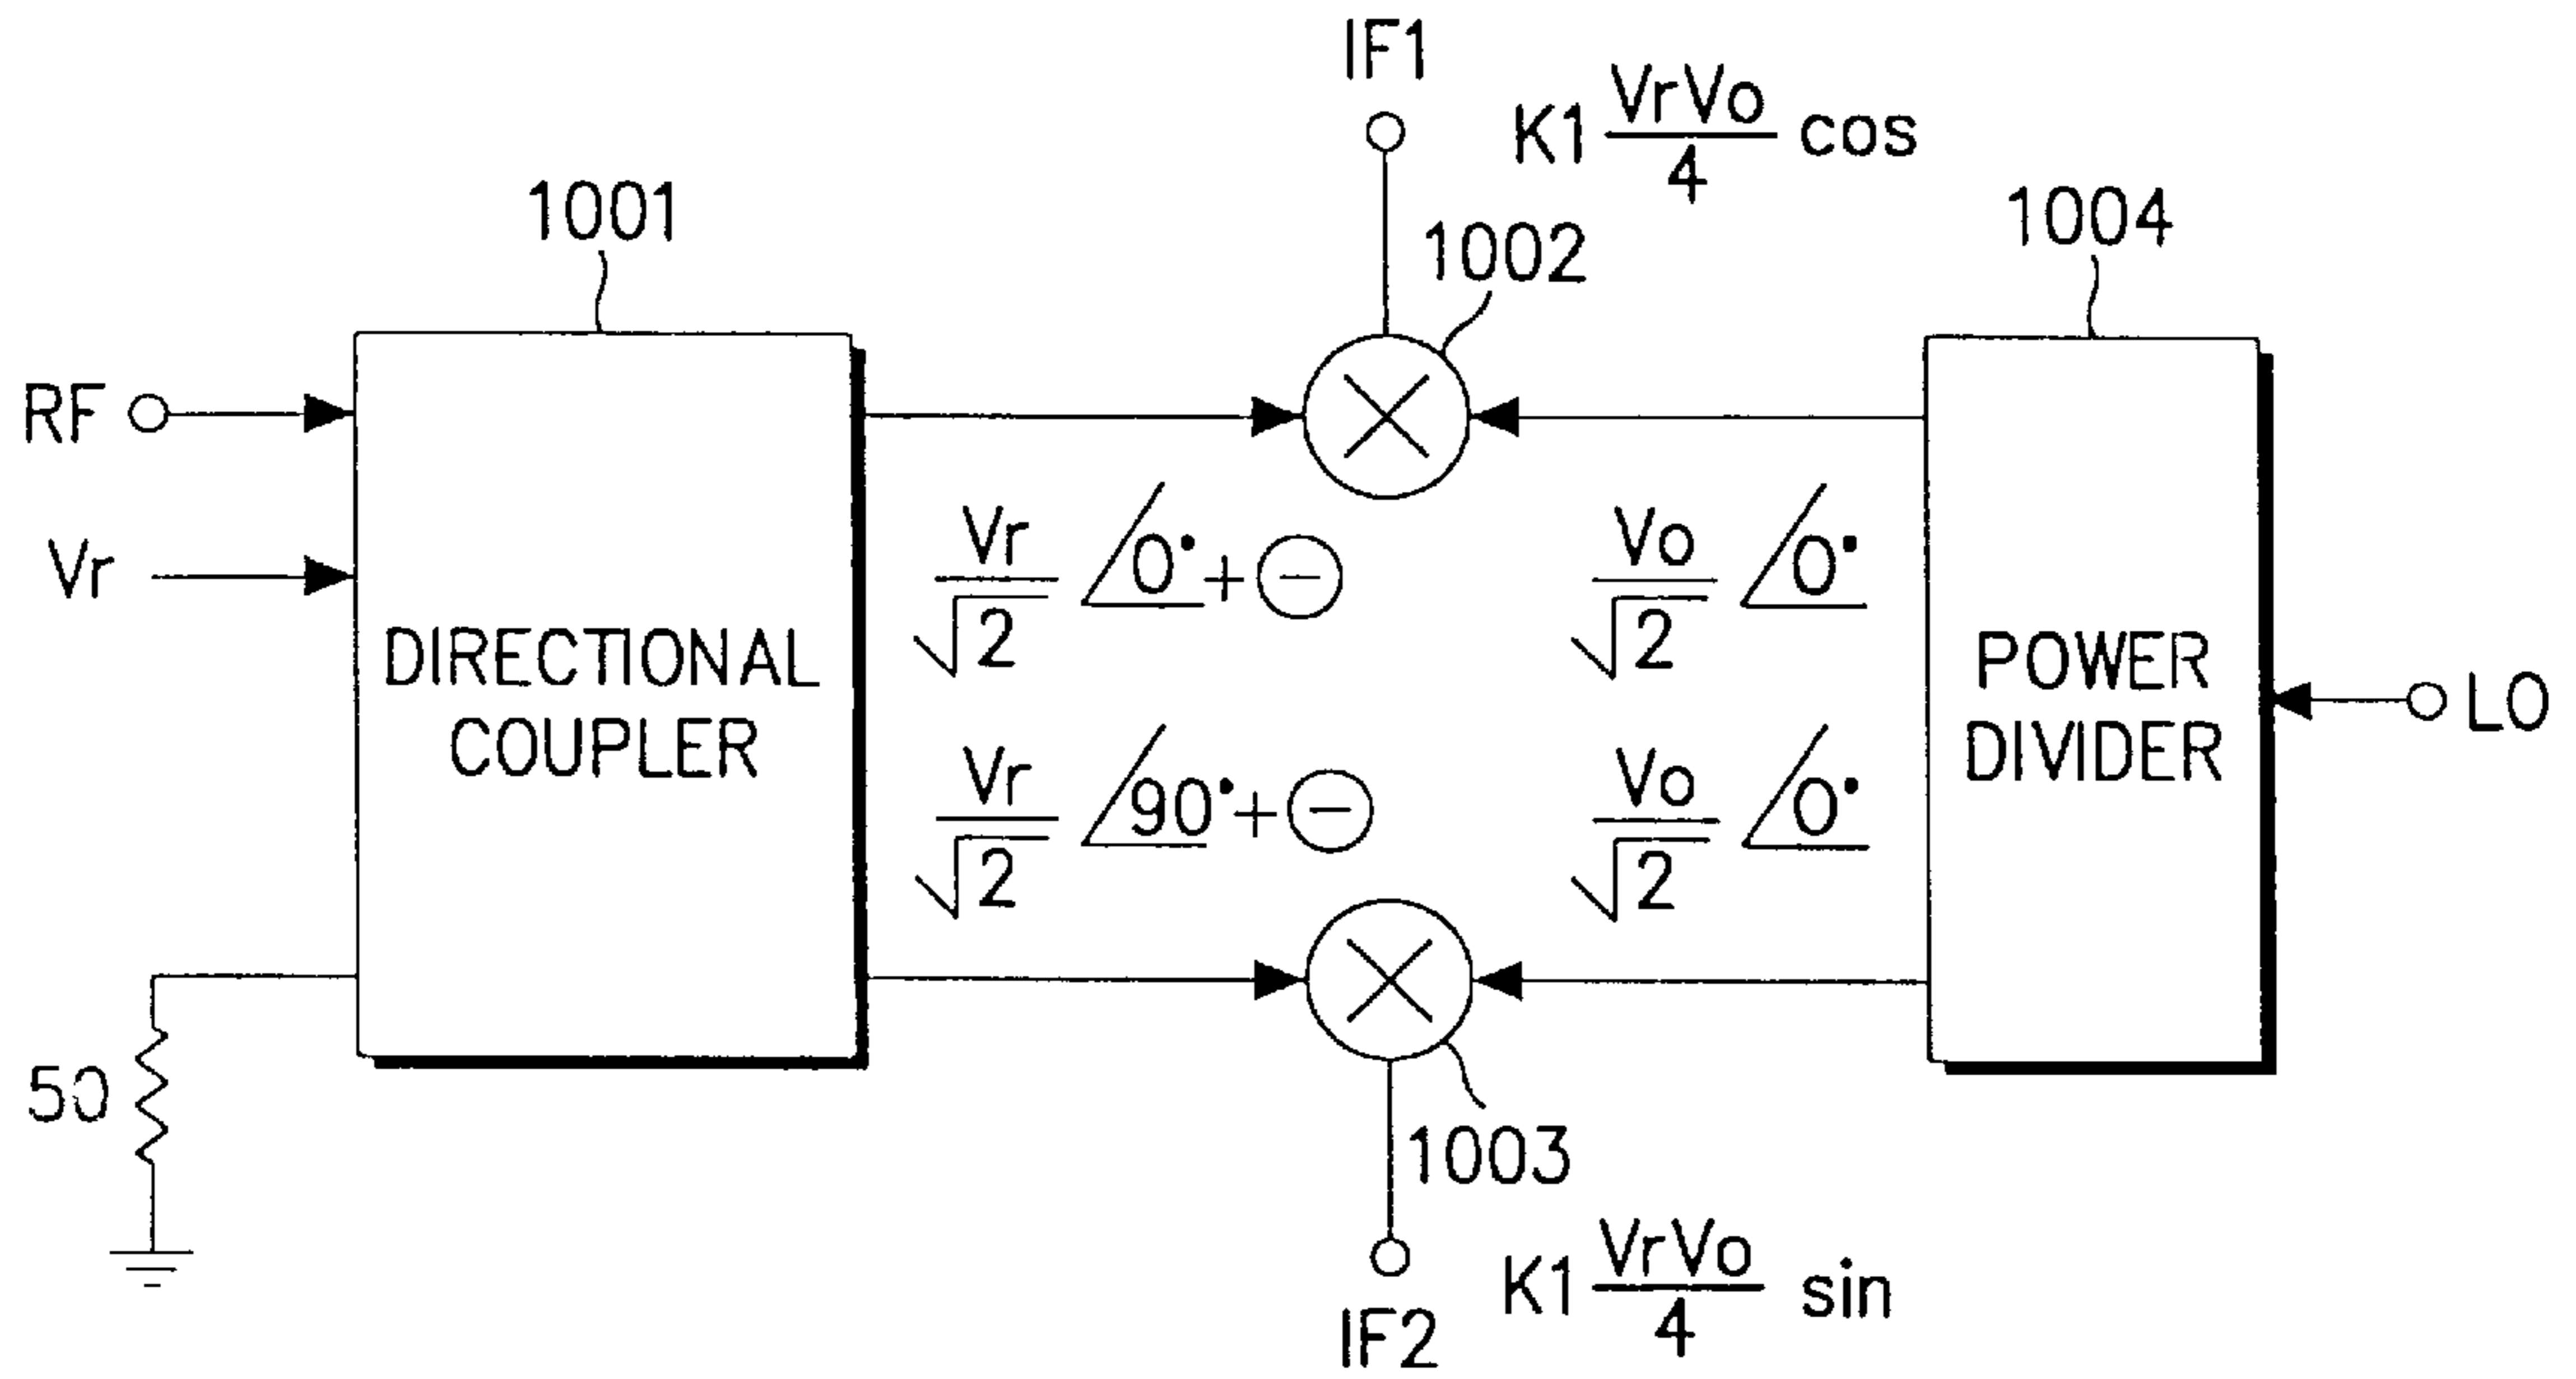 IF1
K1 VrVo/4 cos
1001
1002
1004
RF
Vr
Vr/√2 ∠0°+⊖
Vo/√2 ∠0°
DIRECTIONAL
COUPLER
POWER
DIVIDER
LO
Vr/√2 ∠90°+⊖
Vo/√2 ∠0°
50
1003
K1 VrVo/4 sin
IF2